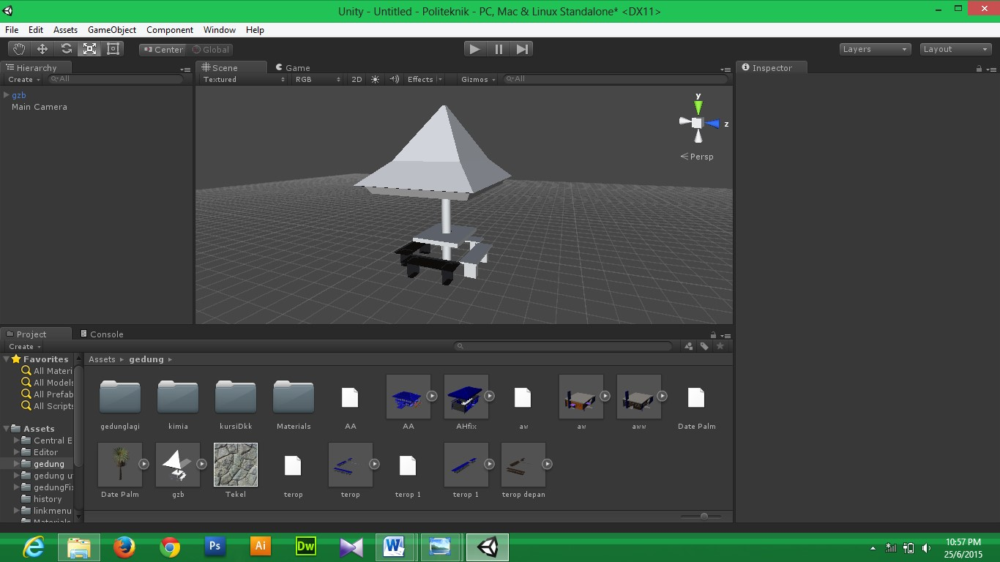 Unity - Untitled - Politeknik - PC, Mac & Linux Standalone* <DX11>
File Edit Assets GameObject Component Window Help
Center Global Layers Layout
Hierarchy
Create All
gzb
Main Camera
Scene Game
Textured RGB 2D Effects Gizmos All
y
z
Persp
Inspector
Project Console
Create
Favorites
All Materi
All Models
All Prefab
All Scripts
Assets
Central E
Editor
gedung
gedung u
gedungFi
history
linkmenu
Materials
Assets gedung
gedunglagi kimia kursiDkk Materials AA AA AHfix aw aw aww Date Palm
Date Palm gzb Tekel terop terop terop 1 terop 1 terop depan
Ps Ai Dw W
10:57 PM
25/6/2015